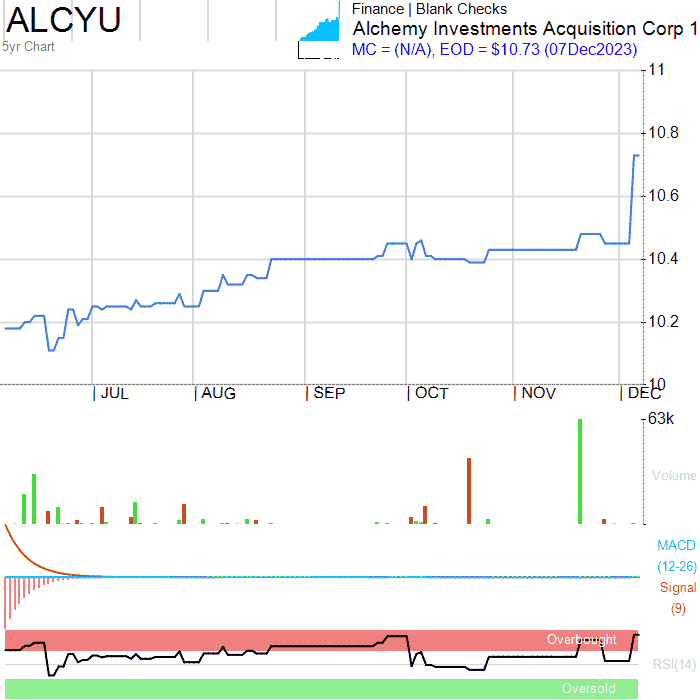 ALCYU
5yr Chart
Finance | Blank Checks
Alchemy Investments Acquisition Corp 1
MC = (N/A), EOD = $10.73 (07Dec2023)
11
10.8
10.6
10.4
10.2
10
JUL
AUG
SEP
OCT
NOV
DEC
63k
Volume
MACD
(12-26)
Signal
(9)
Overbought
RSI(14)
Oversold